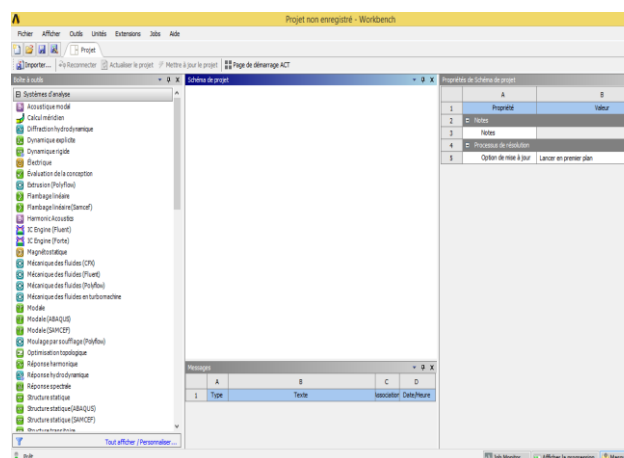 Projet non enregistré - Workbench
Fichier Afficher Outils Unités Extensions Jobs Aide
Projet
Importer... Reconnecter Actualiser le projet Mettre à jour le projet Page de démarrage ACT
Boîte à outils
Systèmes d'analyse
Acoustique modal
Calcul méridien
Diffraction hydrodynamique
Dynamique explicite
Dynamique rigide
Électrique
Évaluation de la conception
Extrusion (Polyflow)
Flambage linéaire
Flambage linéaire (Samcef)
Harmonic Acoustics
IC Engine (Fluent)
IC Engine (Forte)
Magnétostatique
Mécanique des fluides (CFX)
Mécanique des fluides (Fluent)
Mécanique des fluides (Polyflow)
Mécanique des fluides en turbomachine
Modale
Modale (ABAQUS)
Modale (SAMCEF)
Moulage par soufflage (Polyflow)
Optimisation topologique
Réponse harmonique
Réponse hydrodynamique
Réponse spectrale
Structure statique
Structure statique (ABAQUS)
Structure statique (SAMCEF)
Tout afficher / Personnaliser...
Schéma de projet
Messages
A B C D
1 Type Texte Association Date/Heure
Propriétés de Schéma de projet
A B
1 Propriété Valeur
2 Notes
3 Notes
4 Processus de résolution
5 Option de mise à jour Lancer en premier plan
Prêt
Job Monitor Afficher la progression